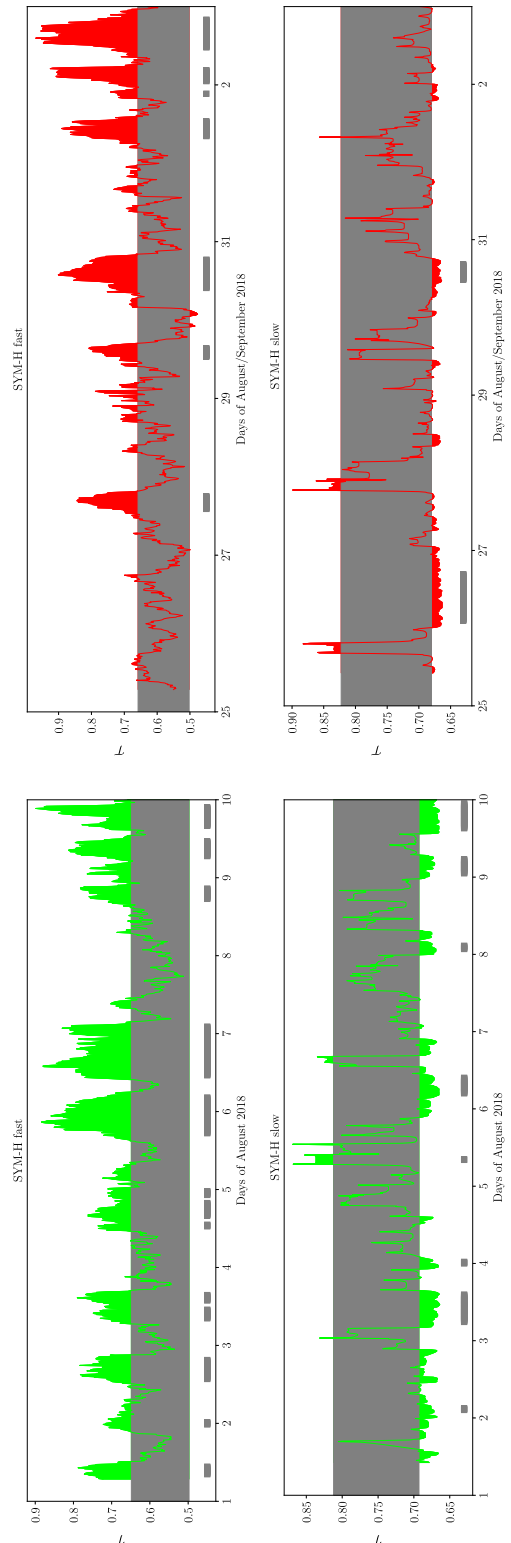 SYM-H fast
0.9
0.8
0.7
0.6
0.5
1 2 3 4 5 6 7 8 9 10
Days of August 2018
SYM-H fast
τ
0.9
0.8
0.7
0.6
0.5
25 27 29 31 2
Days of August/September 2018
SYM-H slow
0.85
0.80
0.75
0.70
0.65
1 2 3 4 5 6 7 8 9 10
Days of August 2018
SYM-H slow
τ
0.90
0.85
0.80
0.75
0.70
0.65
25 27 29 31 2
Days of August/September 2018